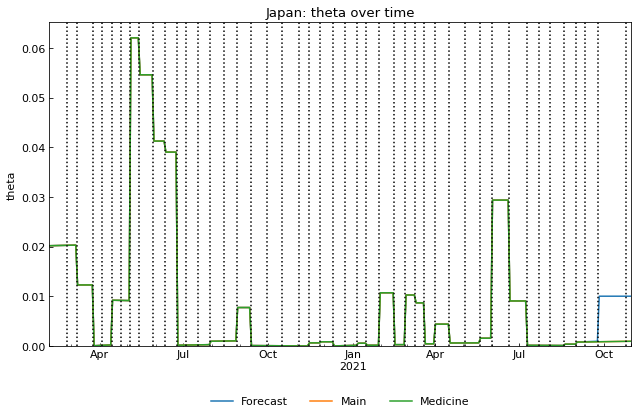 Japan: theta over time
0.06
0.05
0.04
0.03
0.02
0.01
0.00
theta
Apr Jul Oct Jan Apr Jul Oct
2021
Forecast Main Medicine